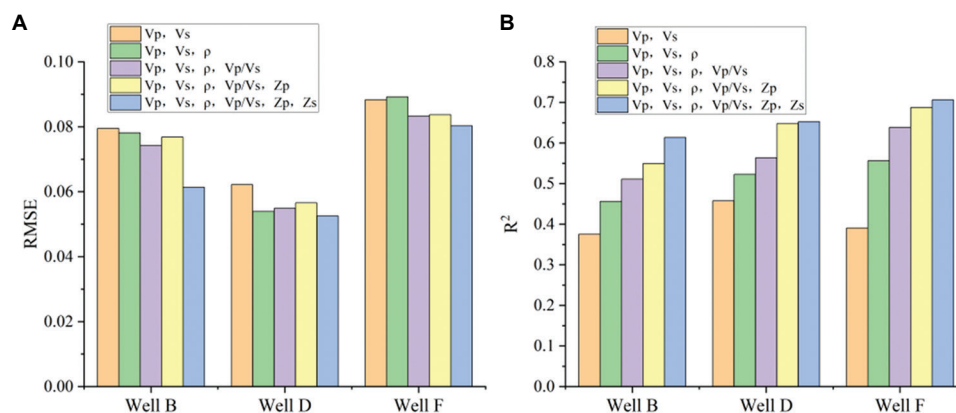 A
Vp，Vs
Vp，Vs，ρ
Vp，Vs，ρ，Vp/Vs
Vp，Vs，ρ，Vp/Vs，Zp
Vp，Vs，ρ，Vp/Vs，Zp，Zs
RMSE
0.10
0.08
0.06
0.04
0.02
0.00
Well B
Well D
Well F
B
Vp，Vs
Vp，Vs，ρ
Vp，Vs，ρ，Vp/Vs
Vp，Vs，ρ，Vp/Vs，Zp
Vp，Vs，ρ，Vp/Vs，Zp，Zs
R²
0.8
0.7
0.6
0.5
0.4
0.3
0.2
0.1
0.0
Well B
Well D
Well F